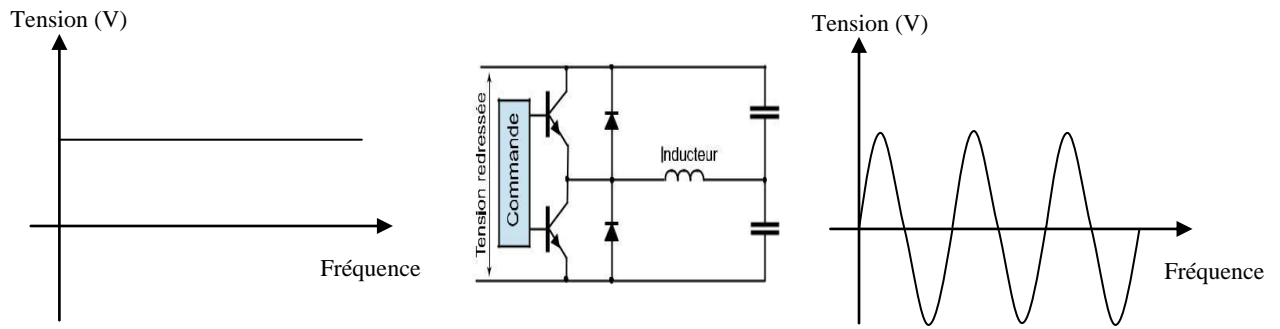 Tension (V)
Fréquence
Tension redressée
Commande
Inducteur
Tension (V)
Fréquence